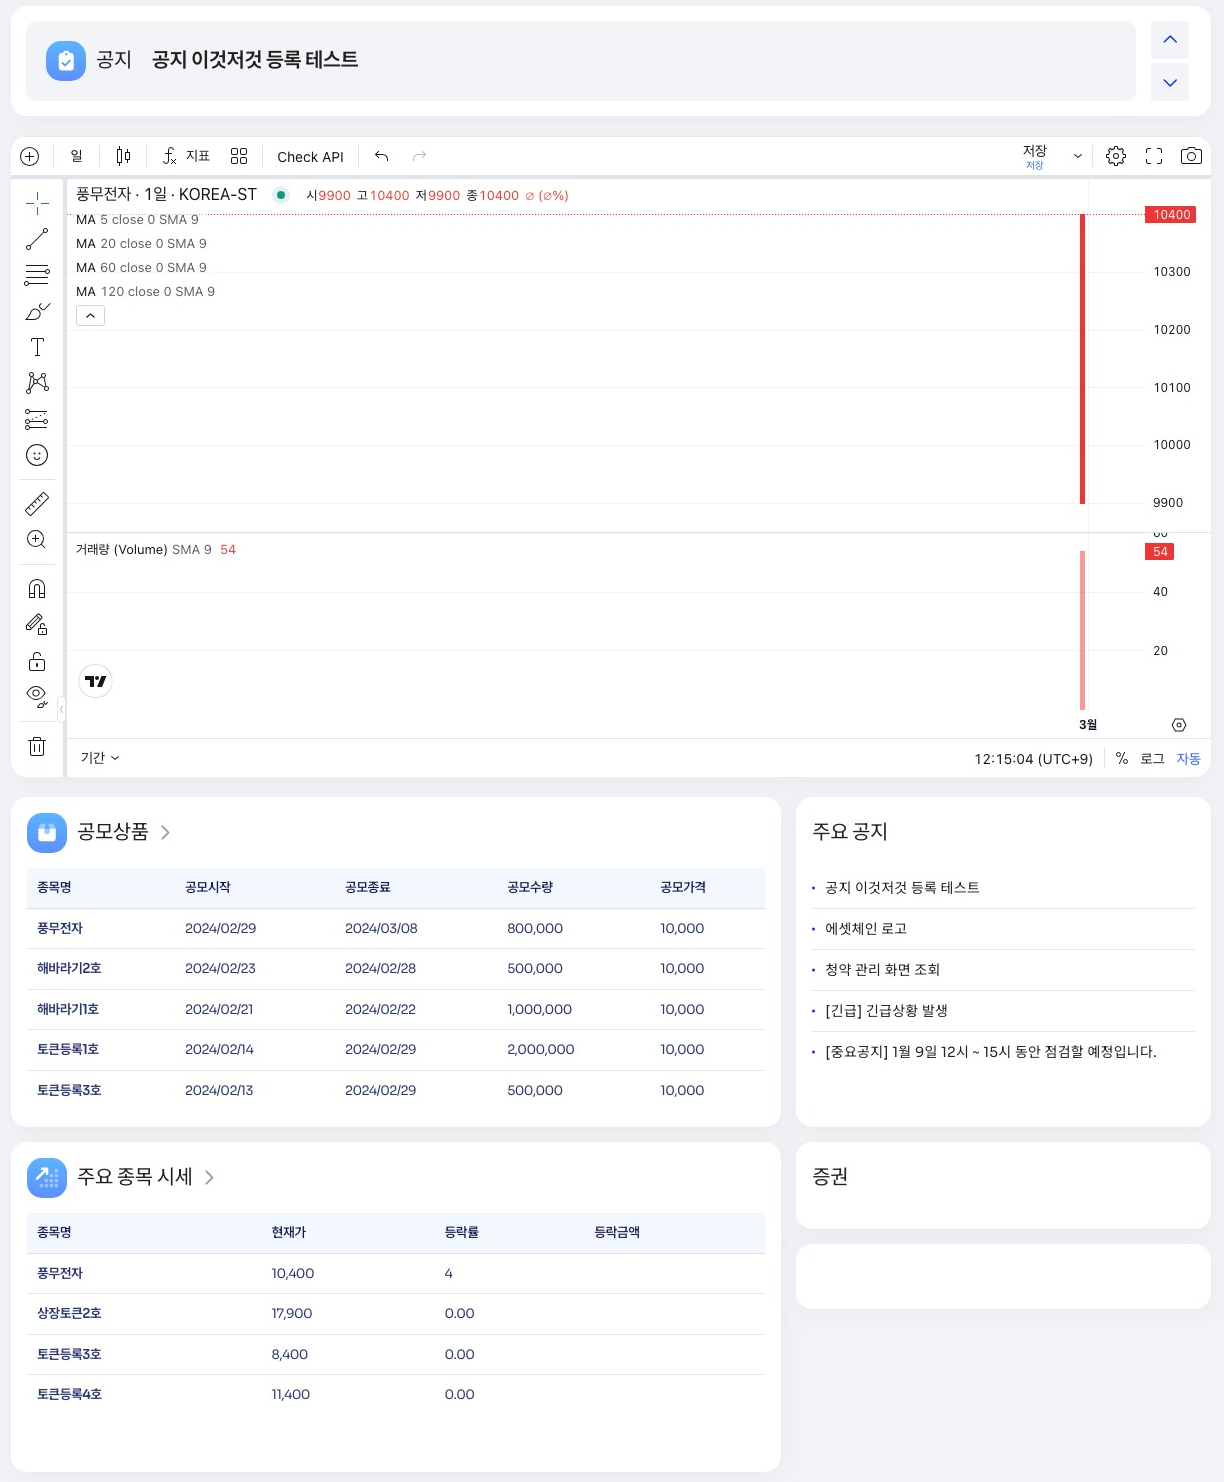 공지 공지 이것저것 등록 테스트
일 지표 Check API 저장
저장
풍무전자 · 1일 · KOREA-ST 시9900 고10400 저9900 종10400 ∅ (∅%)
MA 5 close 0 SMA 9
MA 20 close 0 SMA 9
MA 60 close 0 SMA 9
MA 120 close 0 SMA 9
10400
10300
10200
10100
10000
9900
거래량 (Volume) SMA 9 54
60
54
40
20
3월
기간 12:15:04 (UTC+9) % 로그 자동
공모상품
종목명 공모시작 공모종료 공모수량 공모가격
풍무전자 2024/02/29 2024/03/08 800,000 10,000
해바라기2호 2024/02/23 2024/02/28 500,000 10,000
해바라기1호 2024/02/21 2024/02/22 1,000,000 10,000
토큰등록1호 2024/02/14 2024/02/29 2,000,000 10,000
토큰등록3호 2024/02/13 2024/02/29 500,000 10,000
주요 공지
공지 이것저것 등록 테스트
에셋체인 로고
청약 관리 화면 조회
[긴급] 긴급상황 발생
[중요공지] 1월 9일 12시 ~ 15시 동안 점검할 예정입니다.
주요 종목 시세
종목명 현재가 등락률 등락금액
풍무전자 10,400 4
상장토큰2호 17,900 0.00
토큰등록3호 8,400 0.00
토큰등록4호 11,400 0.00
증권